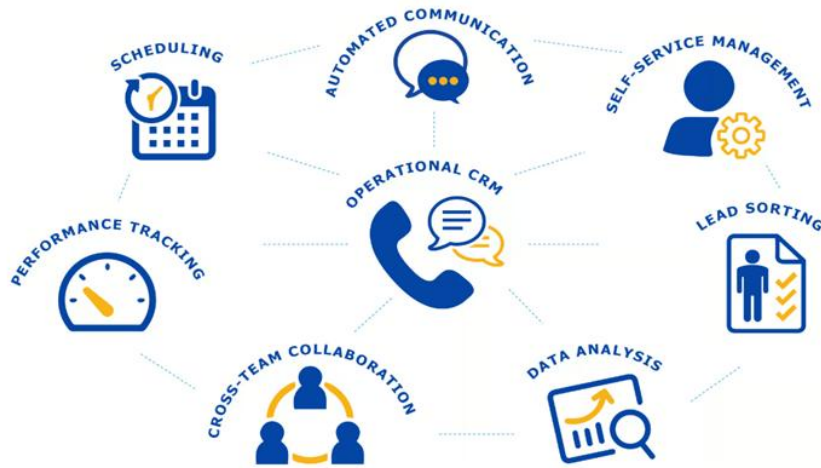 SCHEDULING
AUTOMATED COMMUNICATION
SELF-SERVICE MANAGEMENT
OPERATIONAL CRM
PERFORMANCE TRACKING
LEAD SORTING
CROSS-TEAM COLLABORATION
DATA ANALYSIS